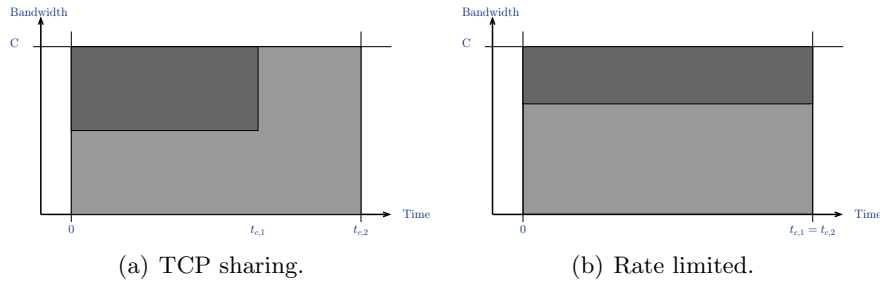 Bandwidth
C
0
t_{c,1}
t_{c,2}
Time
(a) TCP sharing.
Bandwidth
C
0
t_{c,1} = t_{c,2}
Time
(b) Rate limited.